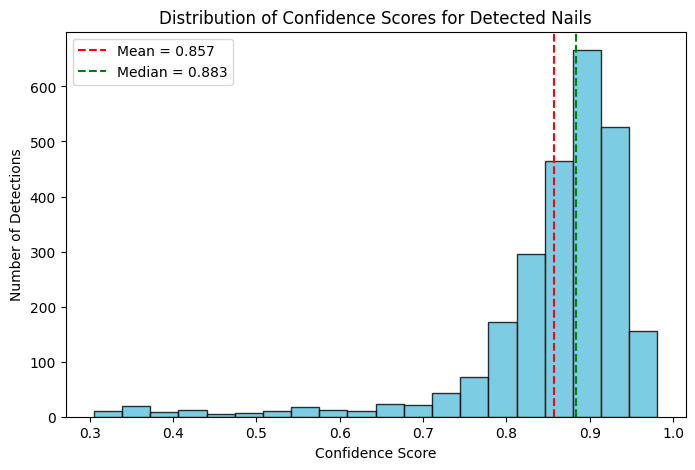 Distribution of Confidence Scores for Detected Nails
Mean = 0.857
Median = 0.883
Number of Detections
600
500
400
300
200
100
0
0.3 0.4 0.5 0.6 0.7 0.8 0.9 1.0
Confidence Score